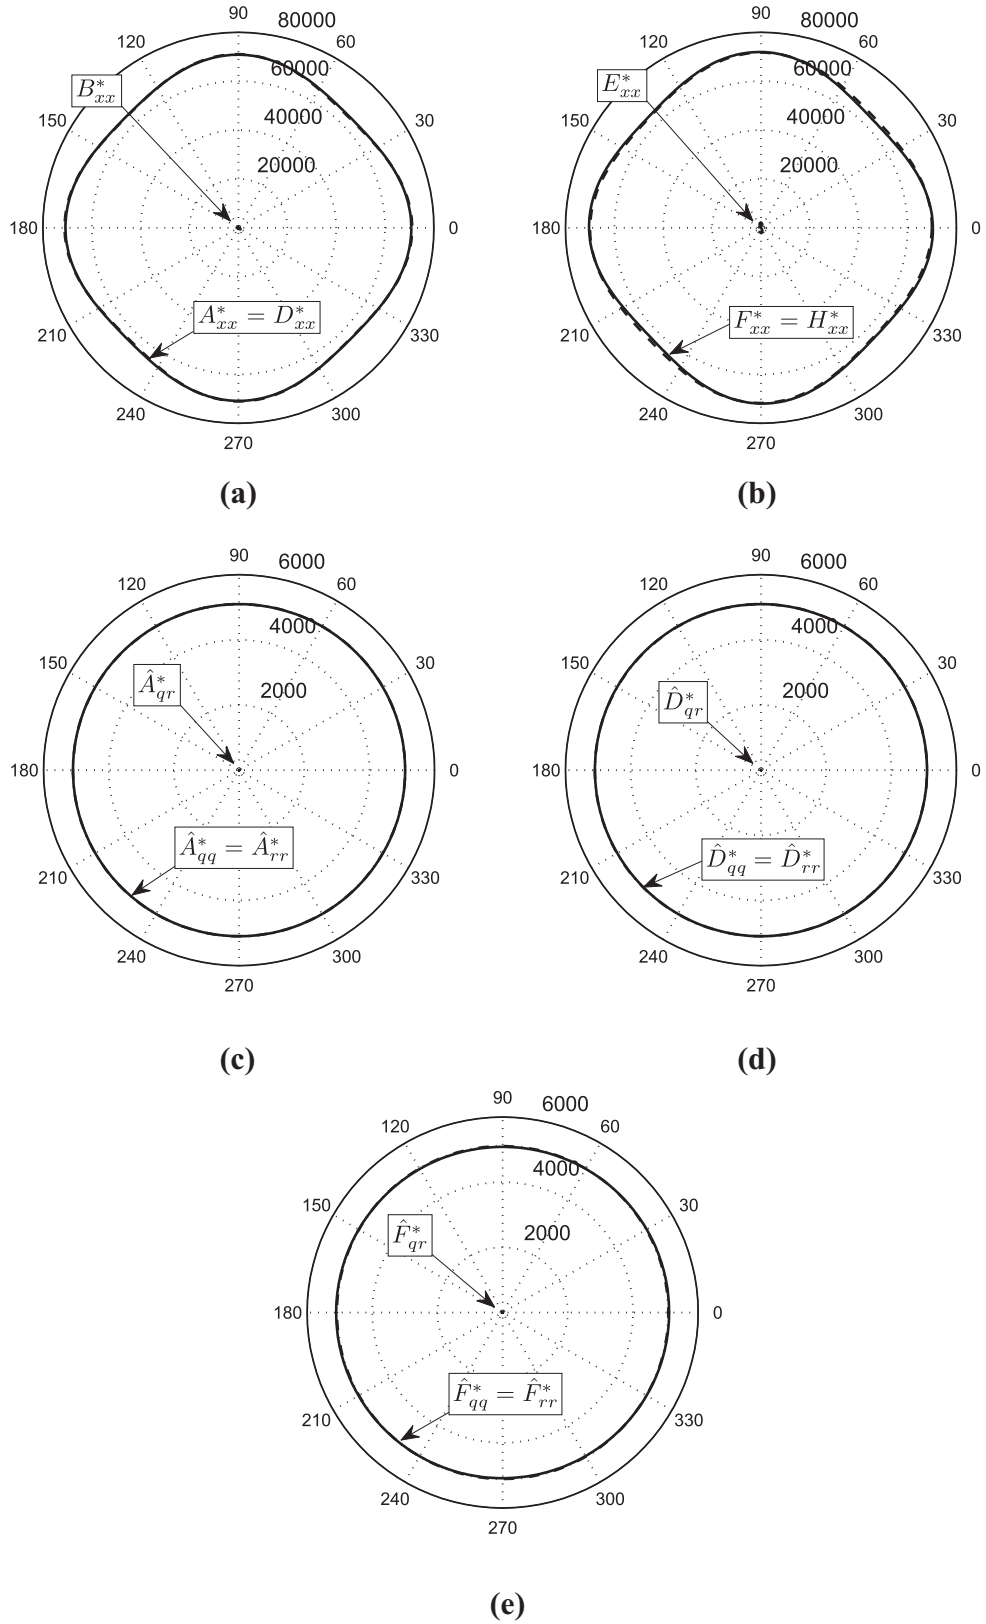 90 80000 90 80000
120 60 120 60
60000 60000
B*xx E*xx
150 40000 30 150 40000 30
20000 20000
180 0 180 0
A*xx = D*xx F*xx = H*xx
210 330 210 330
240 300 240 300
270 270
(a) (b)
90 6000 90 6000
120 60 120 60
4000 4000
150 30 150 30
Â*qr 2000 D̂*qr 2000
180 0 180 0
Â*qq = Â*rr D̂*qq = D̂*rr
210 330 210 330
240 300 240 300
270 270
(c) (d)
90 6000
120 60
4000
150 30
F̂*qr 2000
180 0
F̂*qq = F̂*rr
210 330
240 300
270
(e)